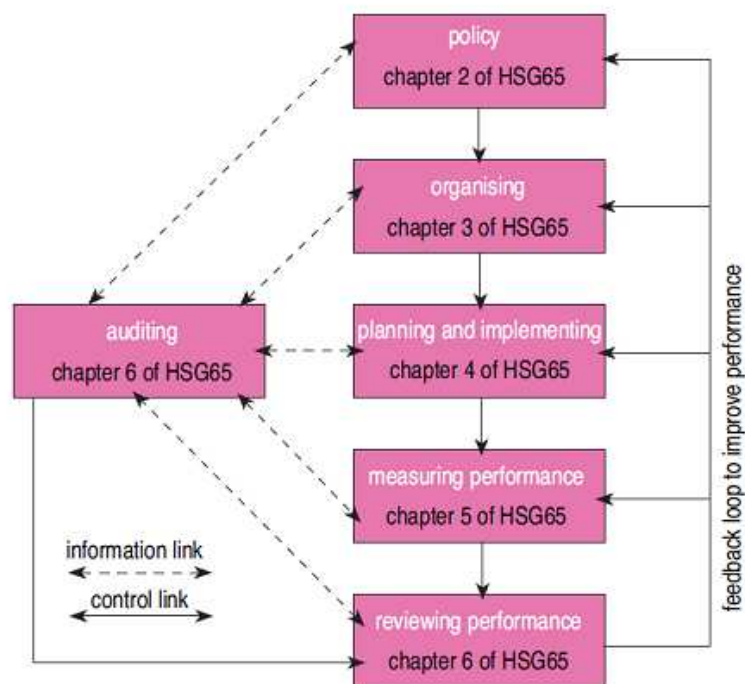 policy
chapter 2 of HSG65
organising
chapter 3 of HSG65
auditing
chapter 6 of HSG65
planning and implementing
chapter 4 of HSG65
measuring performance
chapter 5 of HSG65
information link
control link
reviewing performance
chapter 6 of HSG65
feedback loop to improve performance